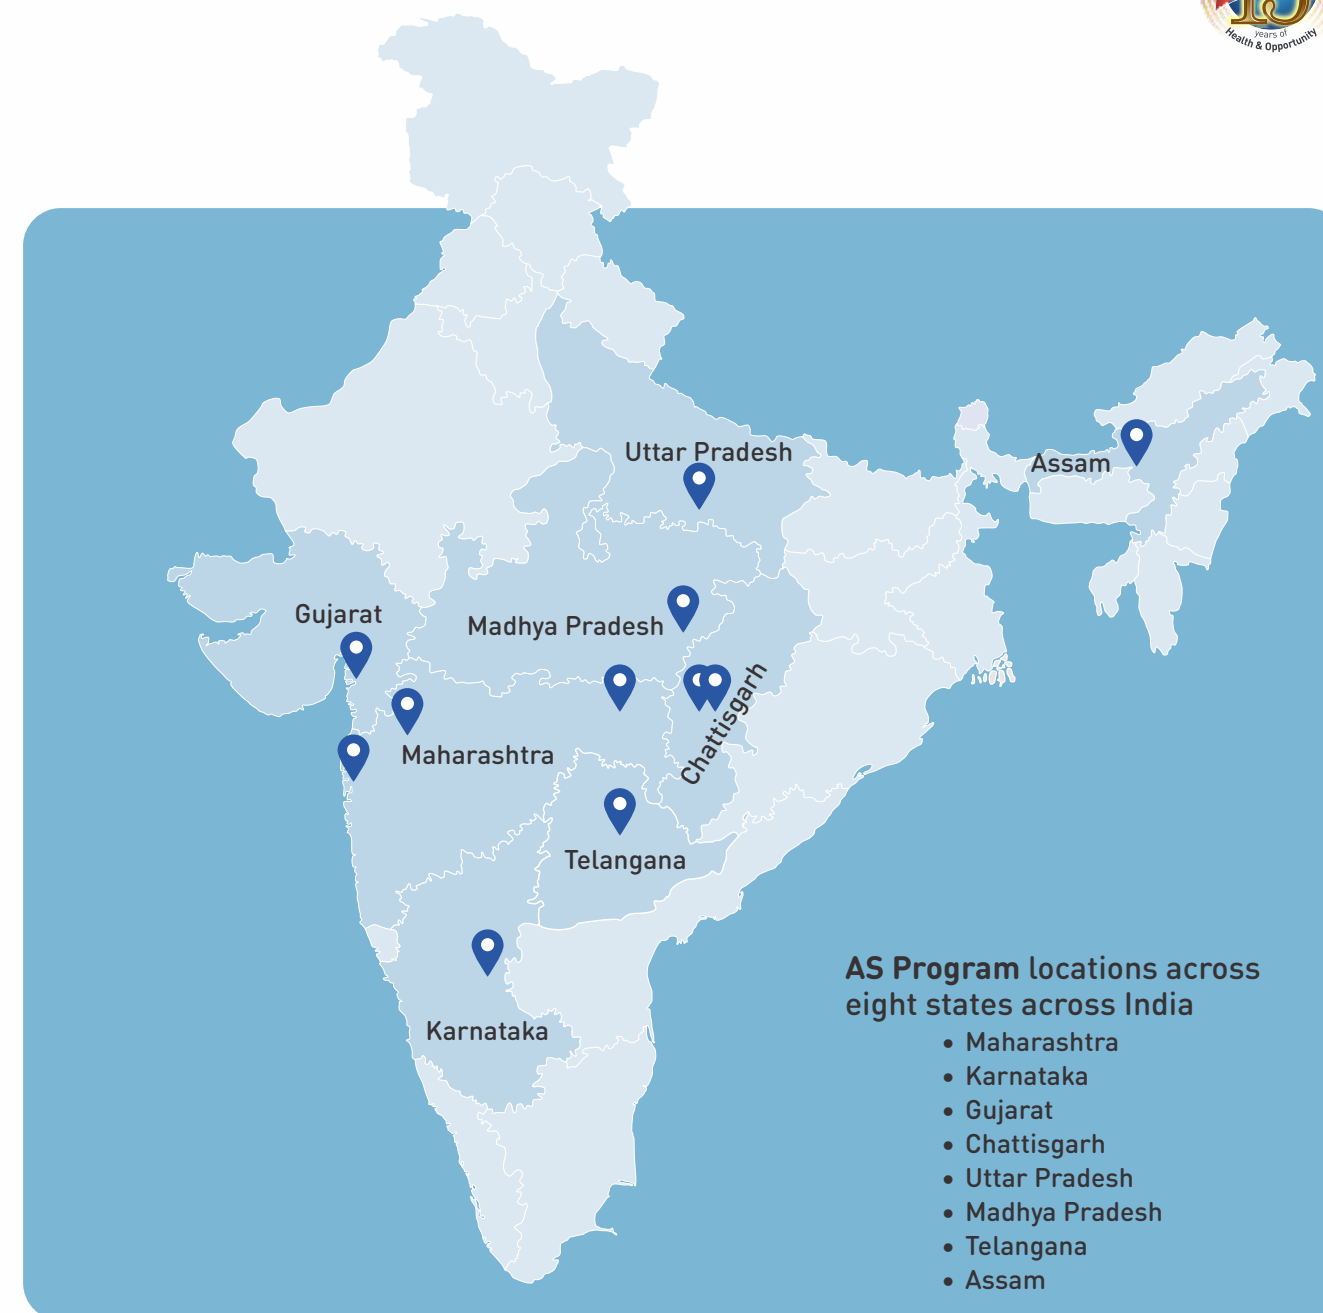 15
years of
Health & Opportunity
Uttar Pradesh
Assam
Gujarat
Madhya Pradesh
Chattisgarh
Maharashtra
Telangana
Karnataka
AS Program locations across
eight states across India
• Maharashtra
• Karnataka
• Gujarat
• Chattisgarh
• Uttar Pradesh
• Madhya Pradesh
• Telangana
• Assam